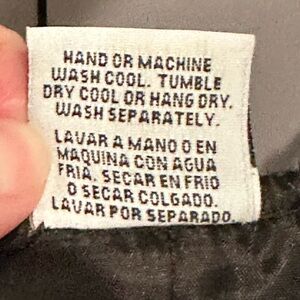 HAND OR MACHINE
WASH COOL. TUMBLE
DRY COOL OR HANG DRY.
WASH SEPARATELY.
LAVAR A MANO O EN
MAQUINA CON AGUA
FRIA. SECAR EN FRIO
O SECAR COLGADO.
LAVAR POR SEPARADO.